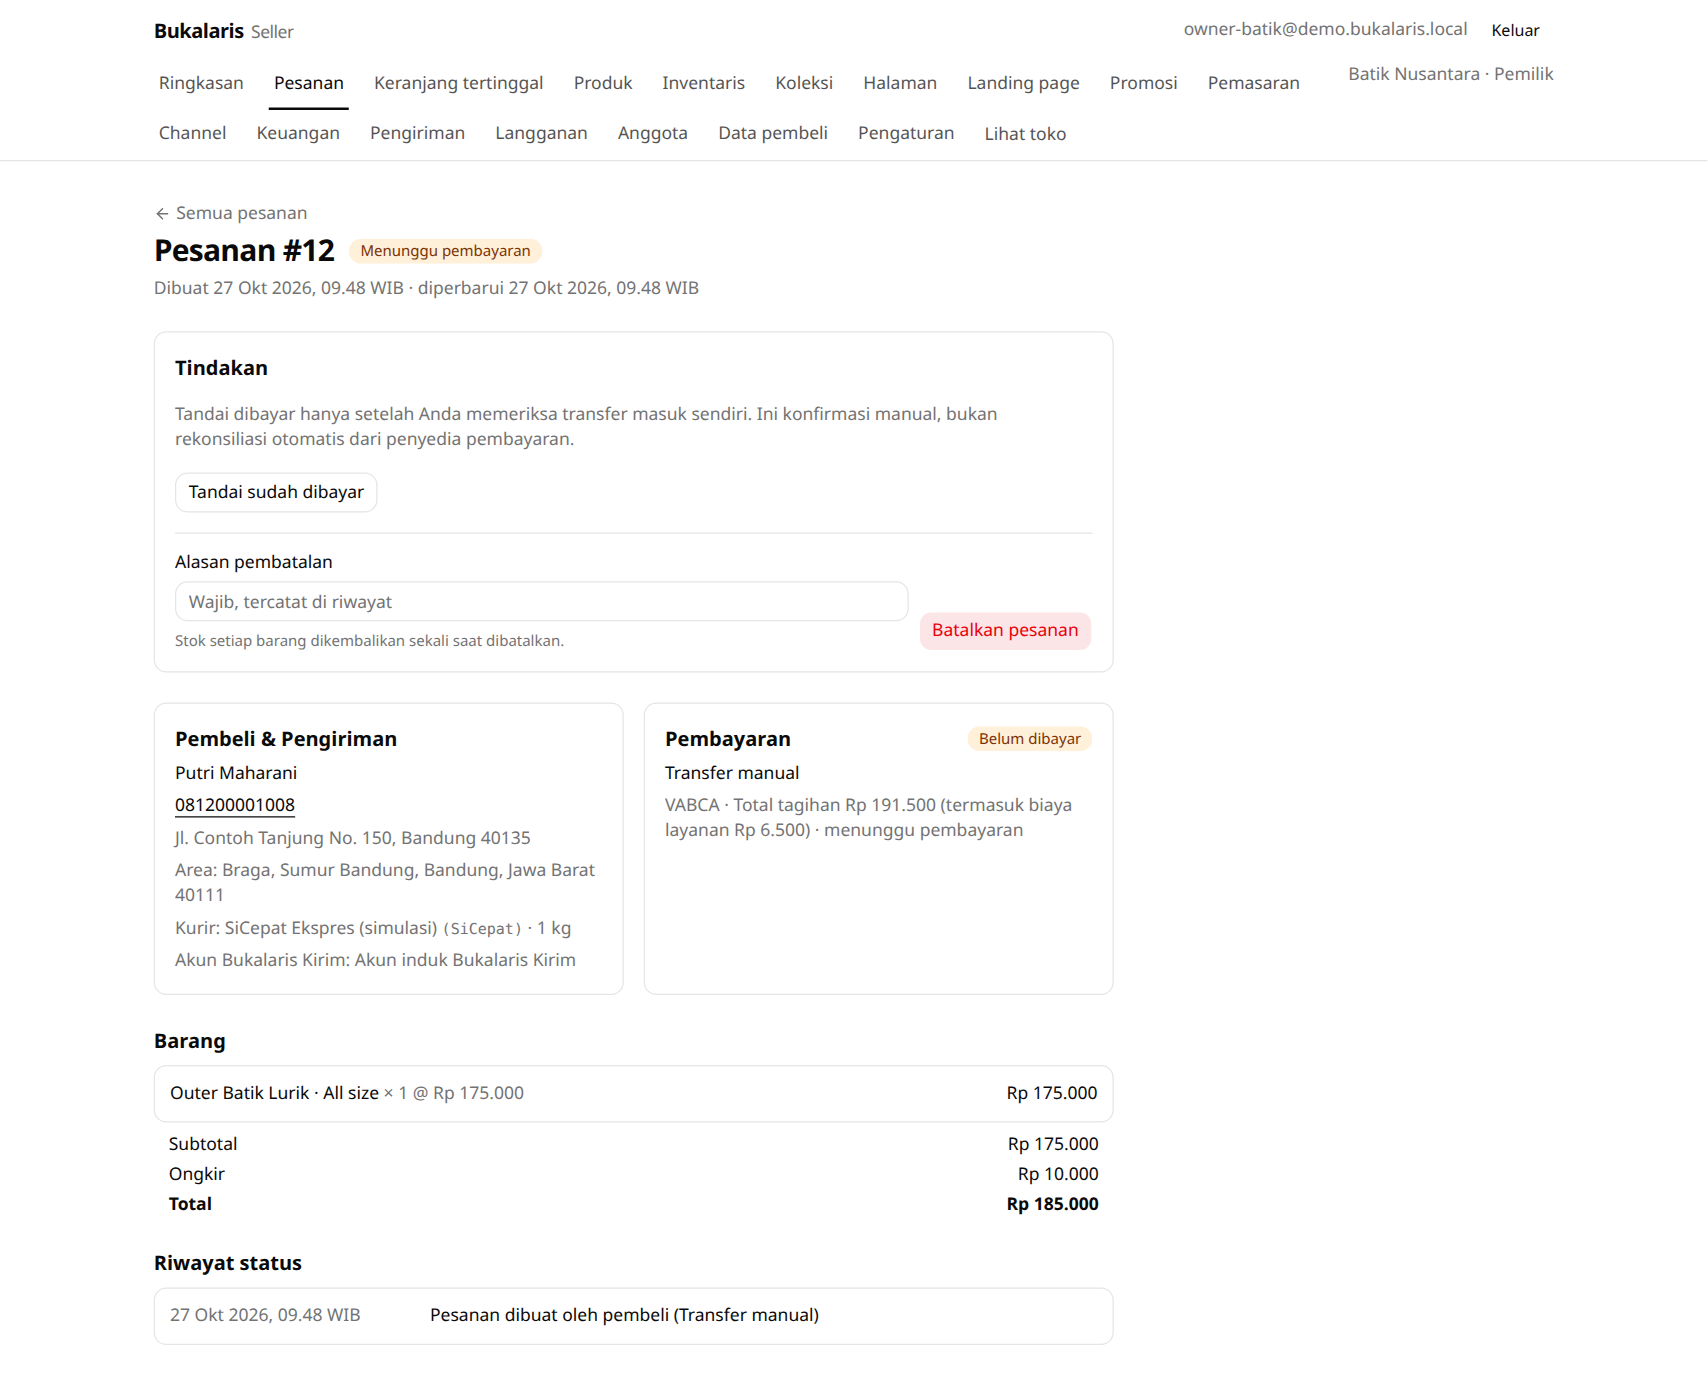 Bukalaris Seller
owner-batik@demo.bukalaris.local Keluar
Ringkasan Pesanan Keranjang tertinggal Produk Inventaris Koleksi Halaman Landing page Promosi Pemasaran
Batik Nusantara · Pemilik
Channel Keuangan Pengiriman Langganan Anggota Data pembeli Pengaturan Lihat toko
← Semua pesanan
Pesanan #12 Menunggu pembayaran
Dibuat 27 Okt 2026, 09.48 WIB · diperbarui 27 Okt 2026, 09.48 WIB
Tindakan
Tandai dibayar hanya setelah Anda memeriksa transfer masuk sendiri. Ini konfirmasi manual, bukan
rekonsiliasi otomatis dari penyedia pembayaran.
Tandai sudah dibayar
Alasan pembatalan
Wajib, tercatat di riwayat
Batalkan pesanan
Stok setiap barang dikembalikan sekali saat dibatalkan.
Pembeli & Pengiriman
Putri Maharani
081200001008
Jl. Contoh Tanjung No. 150, Bandung 40135
Area: Braga, Sumur Bandung, Bandung, Jawa Barat
40111
Kurir: SiCepat Ekspres (simulasi) (SiCepat) · 1 kg
Akun Bukalaris Kirim: Akun induk Bukalaris Kirim
Pembayaran Belum dibayar
Transfer manual
VABCA · Total tagihan Rp 191.500 (termasuk biaya
layanan Rp 6.500) · menunggu pembayaran
Barang
Outer Batik Lurik · All size × 1 @ Rp 175.000 Rp 175.000
Subtotal Rp 175.000
Ongkir Rp 10.000
Total Rp 185.000
Riwayat status
27 Okt 2026, 09.48 WIB Pesanan dibuat oleh pembeli (Transfer manual)